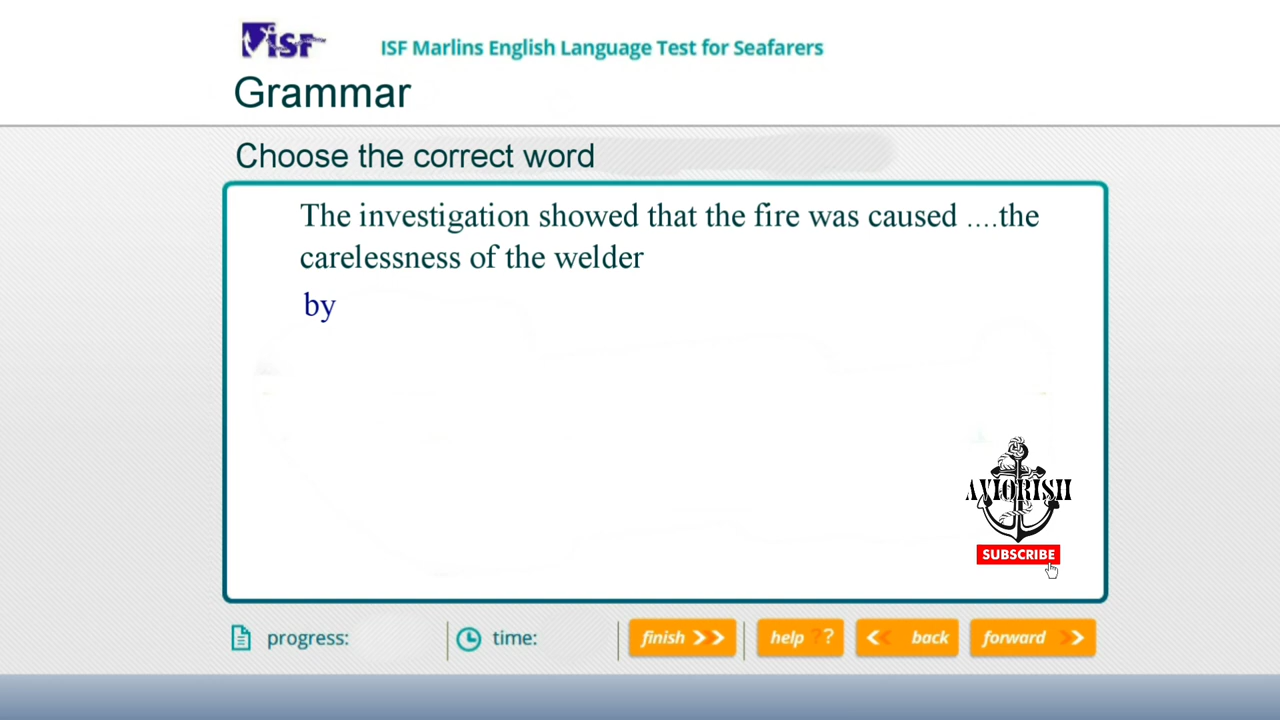 ISF
ISF Marlins English Language Test for Seafarers
Grammar
Choose the correct word
The investigation showed that the fire was caused ....the
carelessness of the welder
by
AVIORISH
SUBSCRIBE
progress:
time:
finish >>
help ??
<< back
forward >>